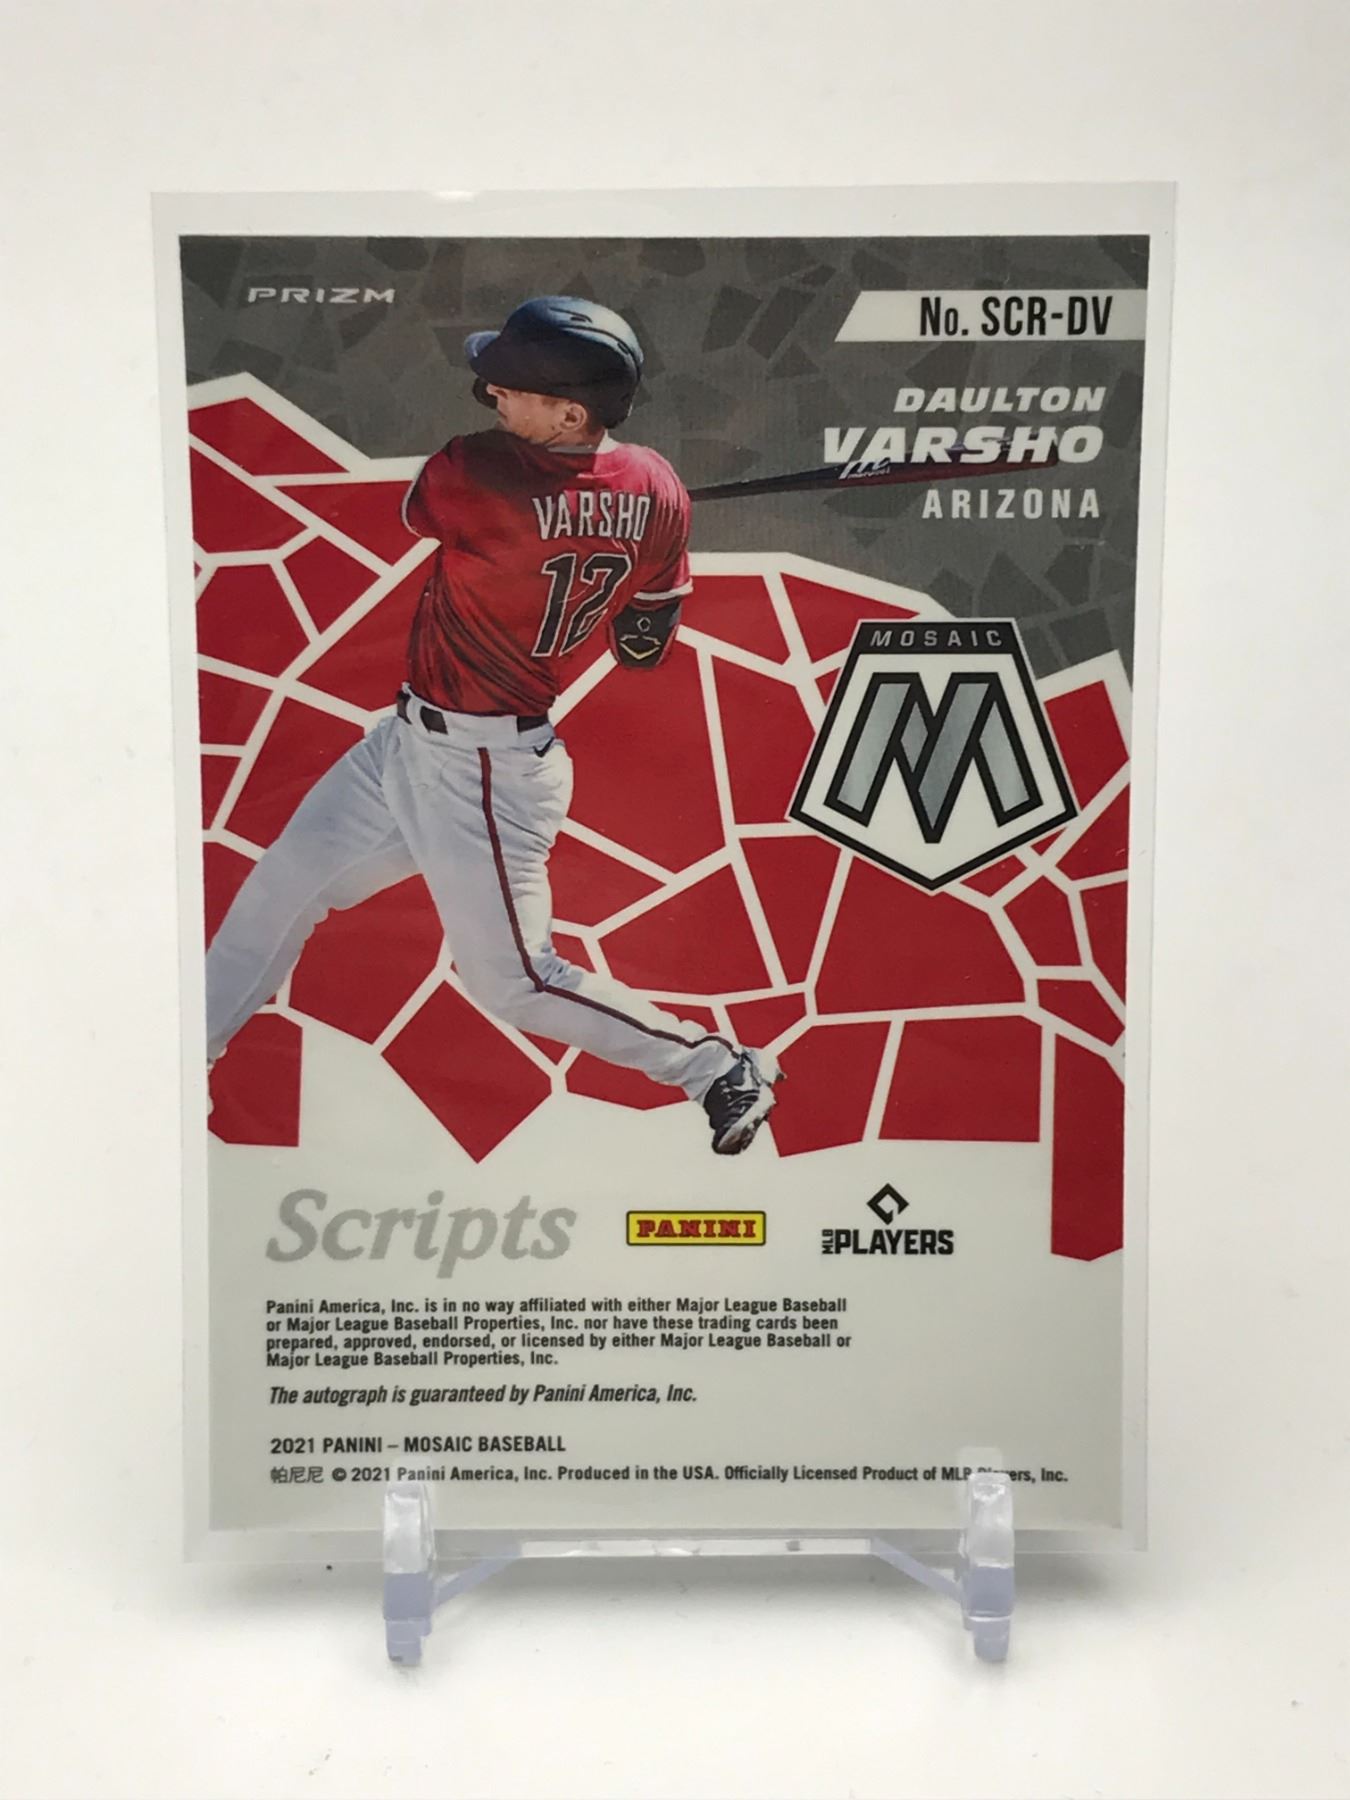 PRIZM
No. SCR-DV
DAULTON
VARSHO
ARIZONA
VARSHO
12
MOSAIC
M
Scripts
PANINI
MLB PLAYERS
Panini America, Inc. is in no way affiliated with either Major League Baseball
or Major League Baseball Properties, Inc. nor have these trading cards been
prepared, approved, endorsed, or licensed by either Major League Baseball or
Major League Baseball Properties, Inc.
The autograph is guaranteed by Panini America, Inc.
2021 PANINI – MOSAIC BASEBALL
帕尼尼 © 2021 Panini America, Inc. Produced in the USA. Officially Licensed Product of MLB Players, Inc.